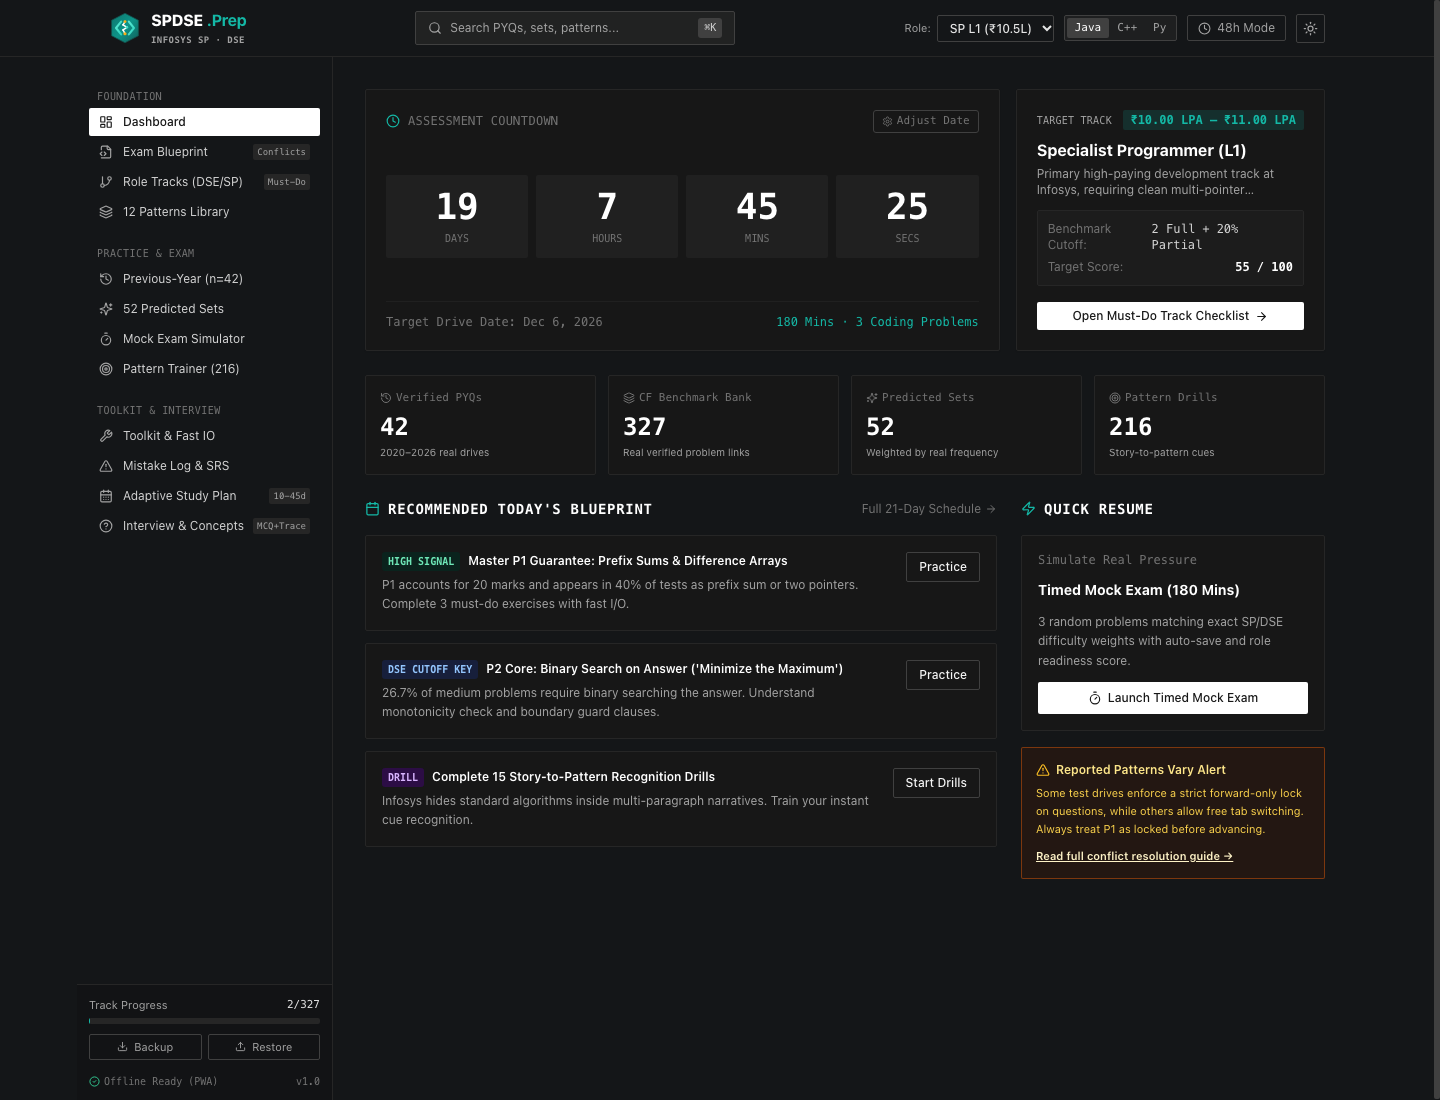 SPDSE .Prep
INFOSYS SP · DSE
Search PYQs, sets, patterns...
⌘K
Role:
SP L1 (₹10.5L)
Java
C++
Py
48h Mode
FOUNDATION
Dashboard
Exam Blueprint
Conflicts
Role Tracks (DSE/SP)
Must-Do
12 Patterns Library
PRACTICE & EXAM
Previous-Year (n=42)
52 Predicted Sets
Mock Exam Simulator
Pattern Trainer (216)
TOOLKIT & INTERVIEW
Toolkit & Fast IO
Mistake Log & SRS
Adaptive Study Plan
10–45d
Interview & Concepts
MCQ+Trace
Track Progress
2/327
Backup
Restore
Offline Ready (PWA)
v1.0
ASSESSMENT COUNTDOWN
Adjust Date
19
DAYS
7
HOURS
45
MINS
25
SECS
Target Drive Date: Dec 6, 2026
180 Mins · 3 Coding Problems
TARGET TRACK
₹10.00 LPA – ₹11.00 LPA
Specialist Programmer (L1)
Primary high-paying development track at
Infosys, requiring clean multi-pointer...
Benchmark
Cutoff:
2 Full + 20%
Partial
Target Score:
55 / 100
Open Must-Do Track Checklist →
Verified PYQs
42
2020–2026 real drives
CF Benchmark Bank
327
Real verified problem links
Predicted Sets
52
Weighted by real frequency
Pattern Drills
216
Story-to-pattern cues
RECOMMENDED TODAY'S BLUEPRINT
Full 21-Day Schedule →
HIGH SIGNAL
Master P1 Guarantee: Prefix Sums & Difference Arrays
P1 accounts for 20 marks and appears in 40% of tests as prefix sum or two pointers.
Complete 3 must-do exercises with fast I/O.
Practice
DSE CUTOFF KEY
P2 Core: Binary Search on Answer ('Minimize the Maximum')
26.7% of medium problems require binary searching the answer. Understand
monotonicity check and boundary guard clauses.
Practice
DRILL
Complete 15 Story-to-Pattern Recognition Drills
Infosys hides standard algorithms inside multi-paragraph narratives. Train your instant
cue recognition.
Start Drills
QUICK RESUME
Simulate Real Pressure
Timed Mock Exam (180 Mins)
3 random problems matching exact SP/DSE
difficulty weights with auto-save and role
readiness score.
Launch Timed Mock Exam
Reported Patterns Vary Alert
Some test drives enforce a strict forward-only lock
on questions, while others allow free tab switching.
Always treat P1 as locked before advancing.
Read full conflict resolution guide →